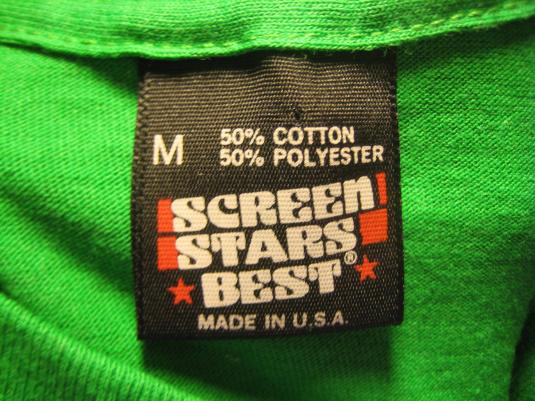 M 50% COTTON
50% POLYESTER
SCREEN
STARS
BEST®
MADE IN U.S.A.